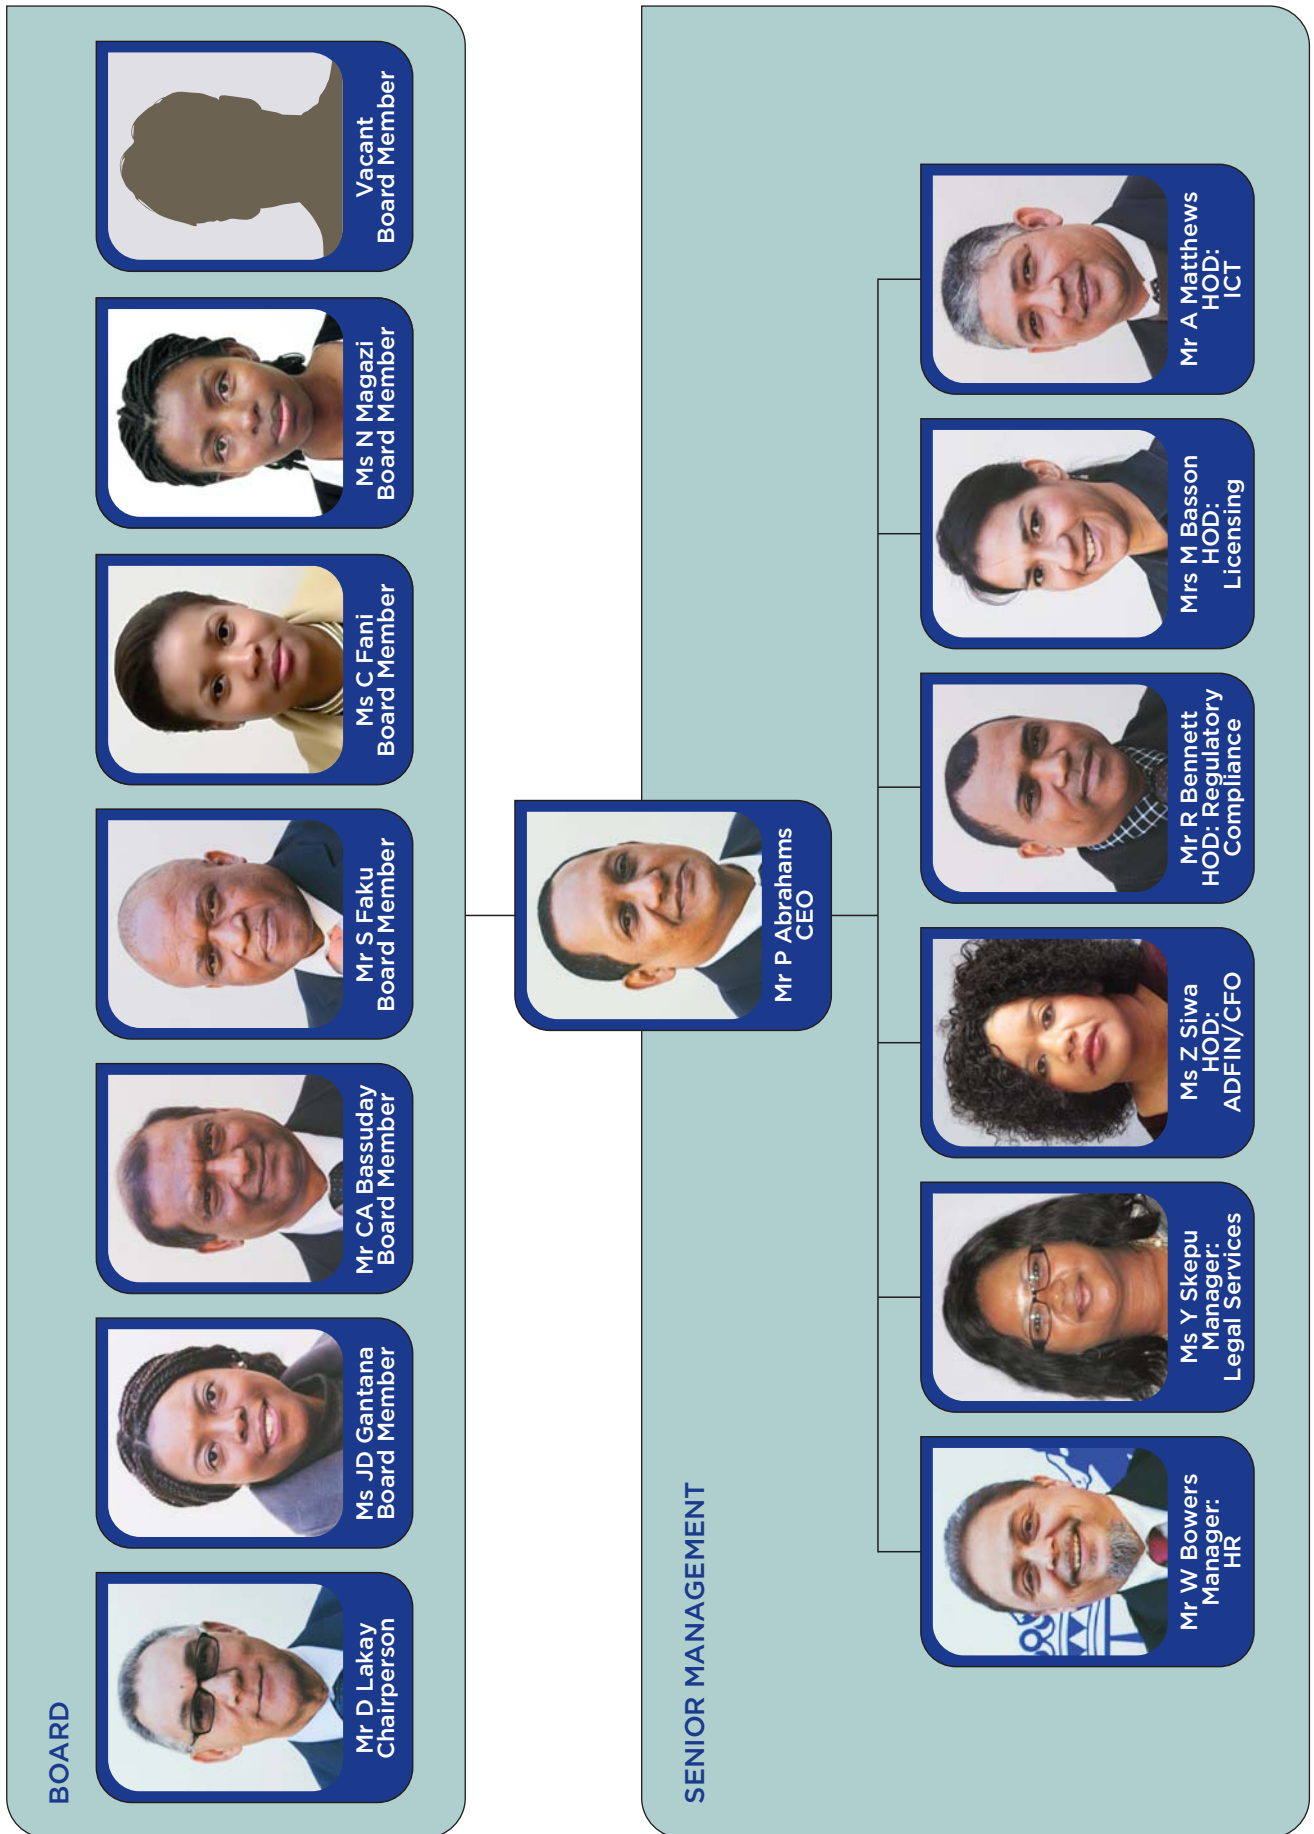 BOARD
Mr D Lakay
Chairperson
Ms JD Gantana
Board Member
Mr CA Bassuday
Board Member
Mr S Faku
Board Member
Ms C Fani
Board Member
Ms N Magazi
Board Member
Vacant
Board Member
Mr P Abrahams
CEO
SENIOR MANAGEMENT
Mr W Bowers
Manager:
HR
Ms Y Skepu
Manager:
Legal Services
Ms Z Siwa
HOD:
ADFIN/CFO
Mr R Bennett
HOD: Regulatory
Compliance
Mrs M Basson
HOD:
Licensing
Mr A Matthews
HOD:
ICT